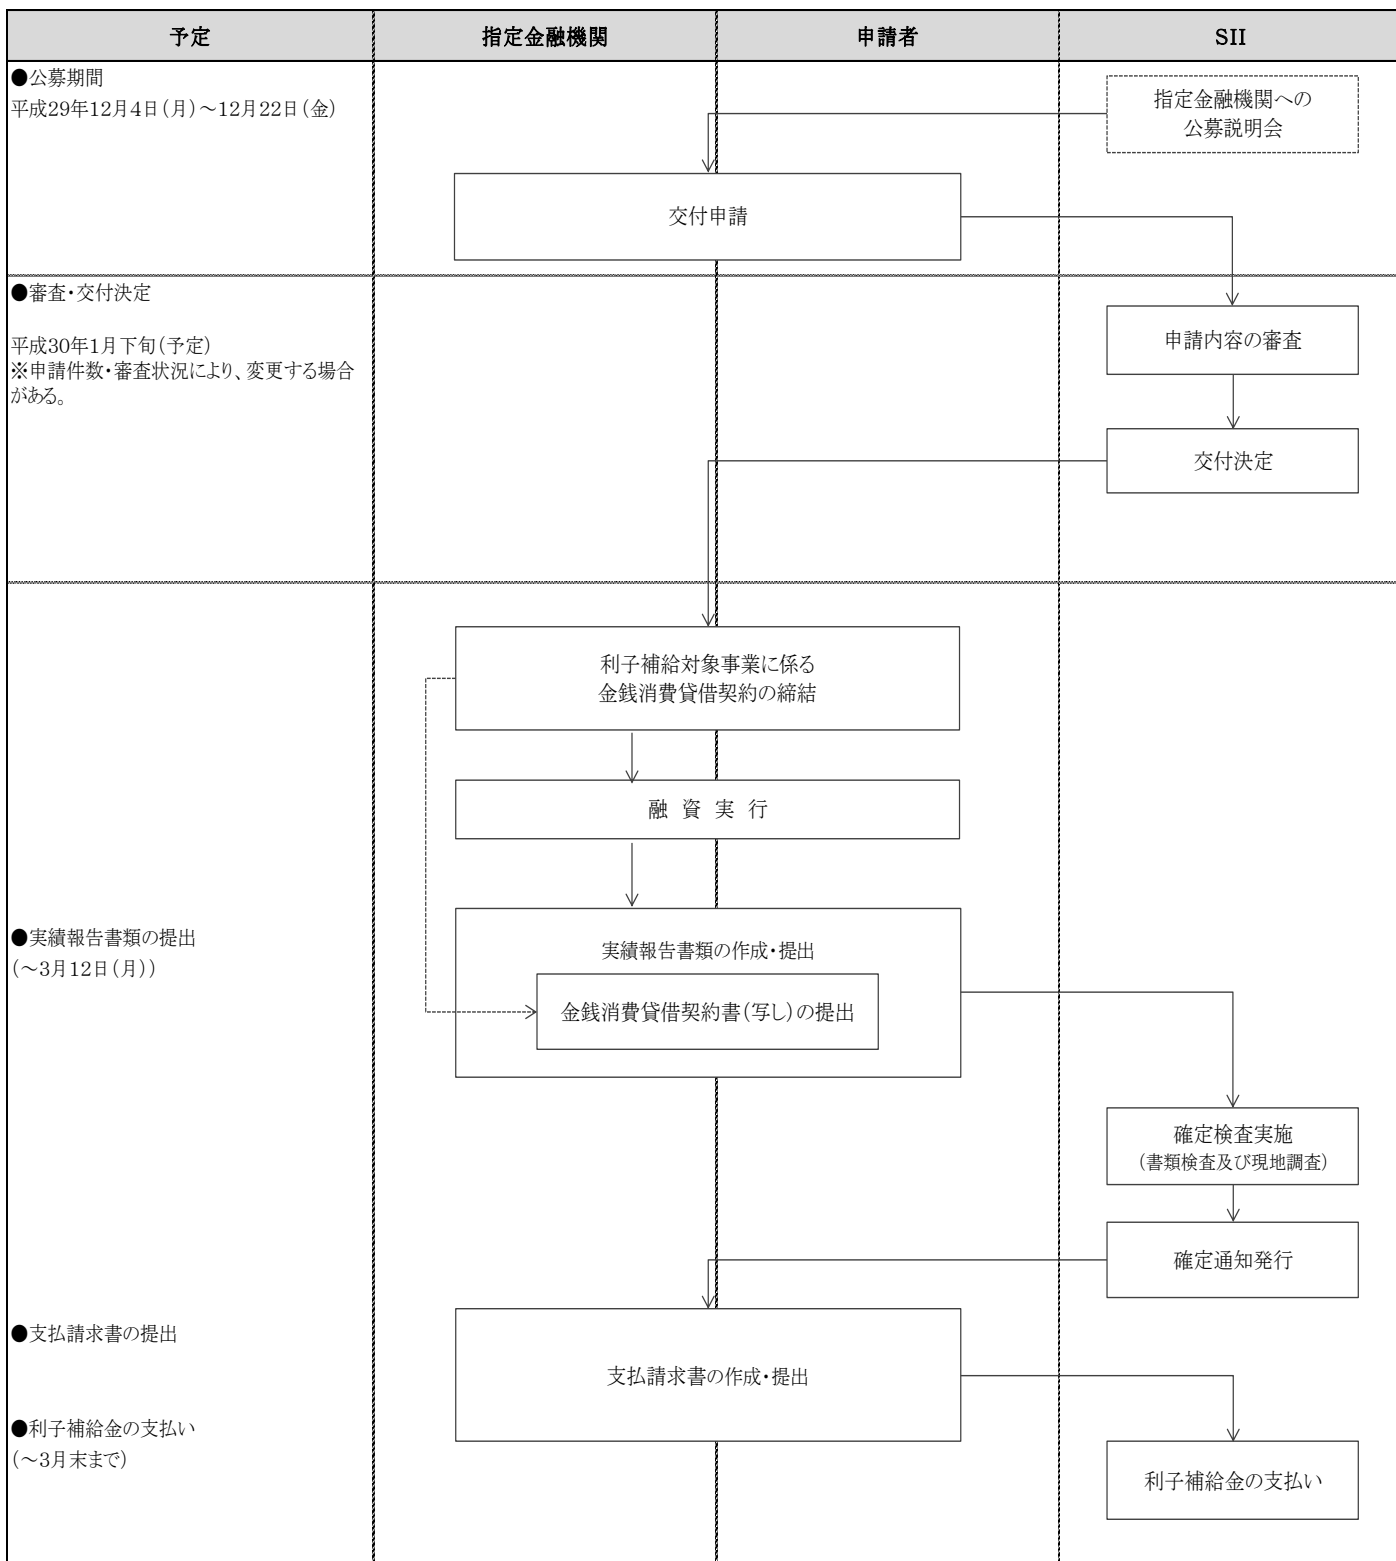 予定
指定金融機関
申請者
SII
●公募期間
平成29年12月4日(月)～12月22日(金)
指定金融機関への
公募説明会
交付申請
●審査・交付決定
平成30年1月下旬(予定)
※申請件数・審査状況により、変更する場合
がある。
申請内容の審査
交付決定
利子補給対象事業に係る
金銭消費貸借契約の締結
融 資 実 行
●実績報告書類の提出
(～3月12日(月))
実績報告書類の作成・提出
金銭消費貸借契約書(写し)の提出
確定検査実施
(書類検査及び現地調査)
確定通知発行
●支払請求書の提出
支払請求書の作成・提出
●利子補給金の支払い
(～3月末まで)
利子補給金の支払い